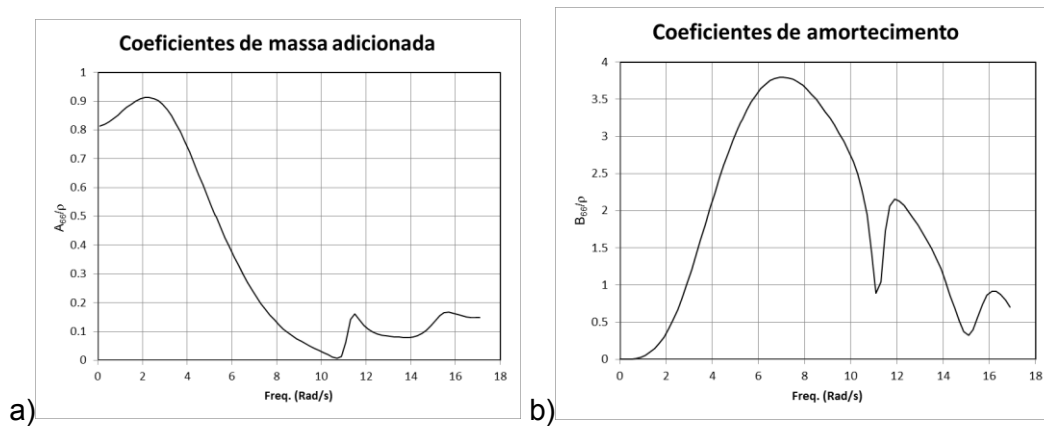 Coeficientes de massa adicionada
1
0.9
0.8
0.7
0.6
0.5
0.4
0.3
0.2
0.1
0
A₆₆/ρ
0 2 4 6 8 10 12 14 16 18
Freq. (Rad/s)
a)
Coeficientes de amortecimento
4
3.5
3
2.5
2
1.5
1
0.5
0
B₆₆/ρ
0 2 4 6 8 10 12 14 16 18
Freq. (Rad/s)
b)